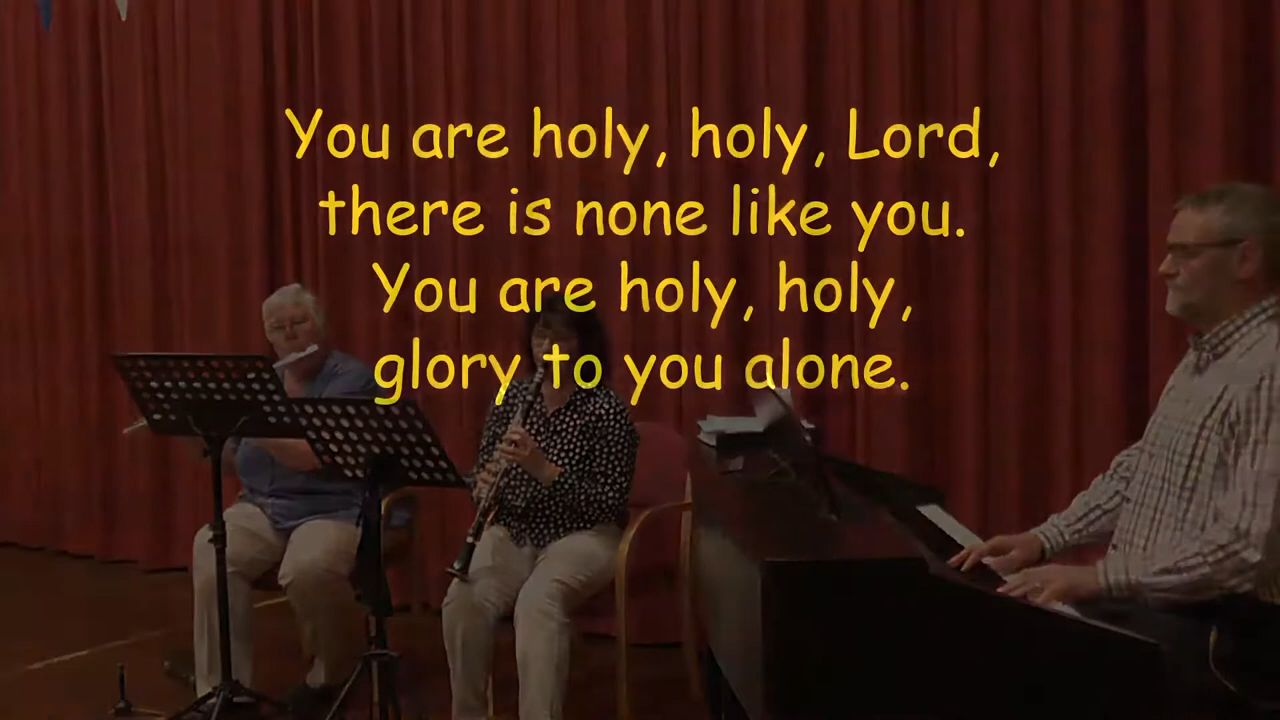 You are holy, holy, Lord,
there is none like you.
You are holy, holy,
glory to you alone.